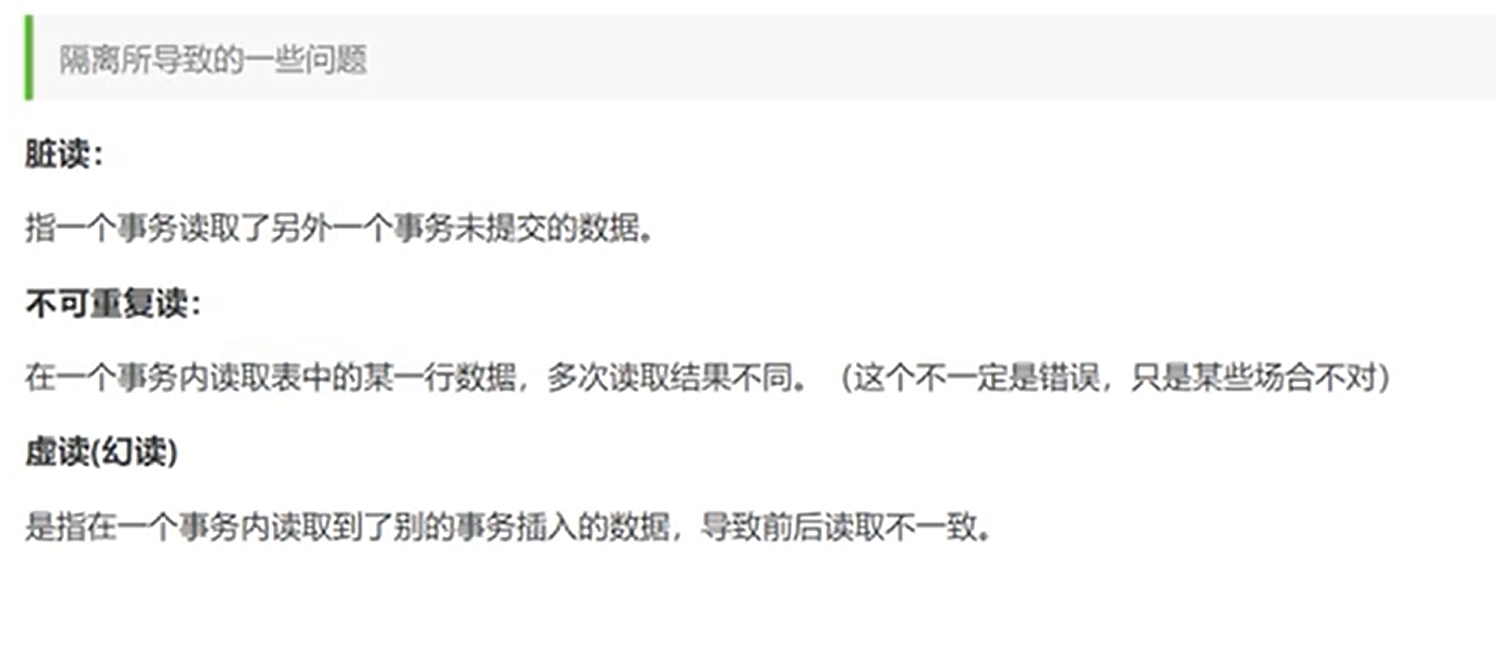 隔离所导致的一些问题
脏读：
指一个事务读取了另外一个事务未提交的数据。
不可重复读：
在一个事务内读取表中的某一行数据，多次读取结果不同。（这个不一定是错误，只是某些场合不对）
虚读(幻读)
是指在一个事务内读取到了别的事务插入的数据，导致前后读取不一致。